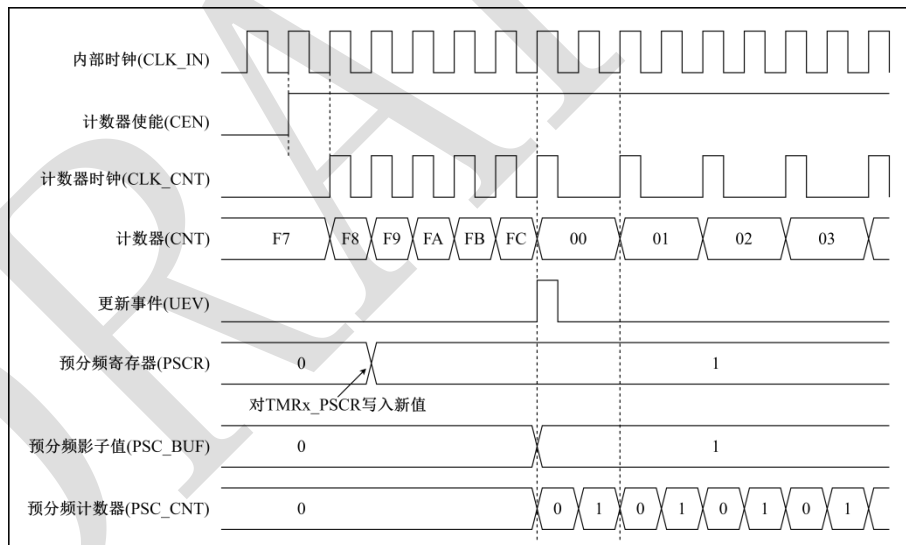 内部时钟(CLK_IN)
计数器使能(CEN)
计数器时钟(CLK_CNT)
计数器(CNT) F7 F8 F9 FA FB FC 00 01 02 03
更新事件(UEV)
预分频寄存器(PSCR) 0 1
对TMRx_PSCR写入新值
预分频影子值(PSC_BUF) 0 1
预分频计数器(PSC_CNT) 0 0 1 0 1 0 1 0 1